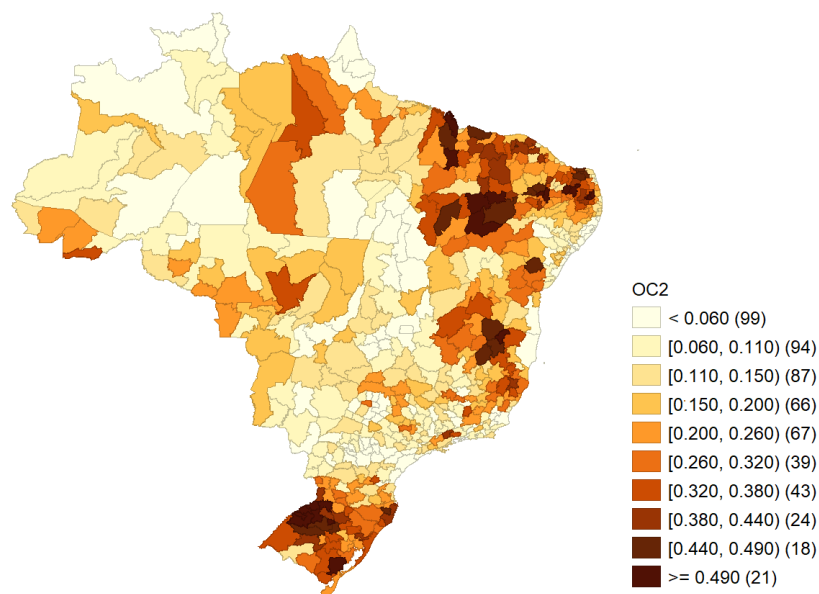 OC2
< 0.060 (99)
[0.060, 0.110) (94)
[0.110, 0.150) (87)
[0.150, 0.200) (66)
[0.200, 0.260) (67)
[0.260, 0.320) (39)
[0.320, 0.380) (43)
[0.380, 0.440) (24)
[0.440, 0.490) (18)
>= 0.490 (21)